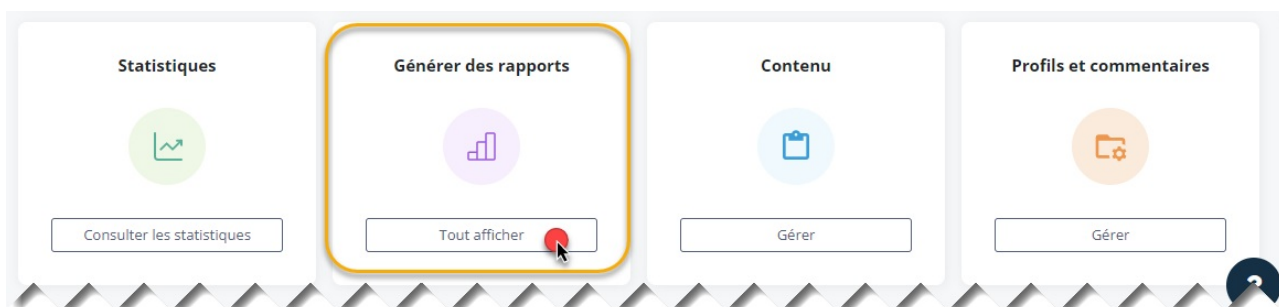 Statistiques
Générer des rapports
Contenu
Profils et commentaires
Consulter les statistiques
Tout afficher
Gérer
Gérer